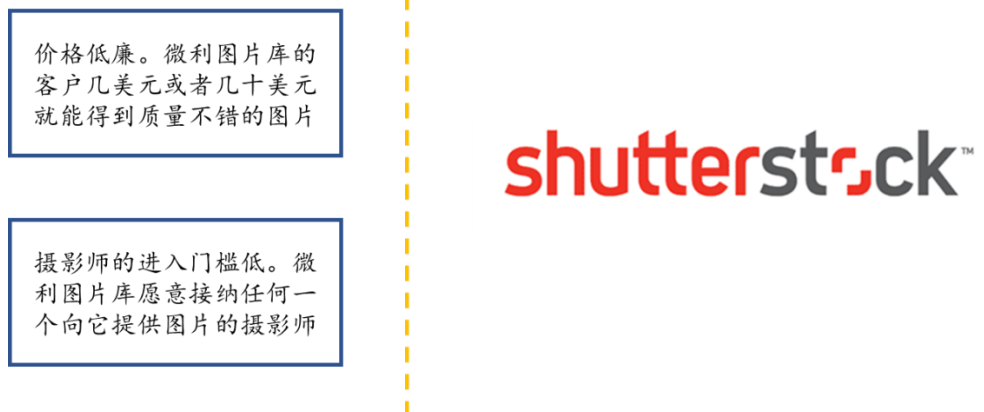 价格低廉。微利图片库的
客户几美元或者几十美元
就能得到质量不错的图片
摄影师的进入门槛低。微
利图片库愿意接纳任何一
个向它提供图片的摄影师
shutterstock™